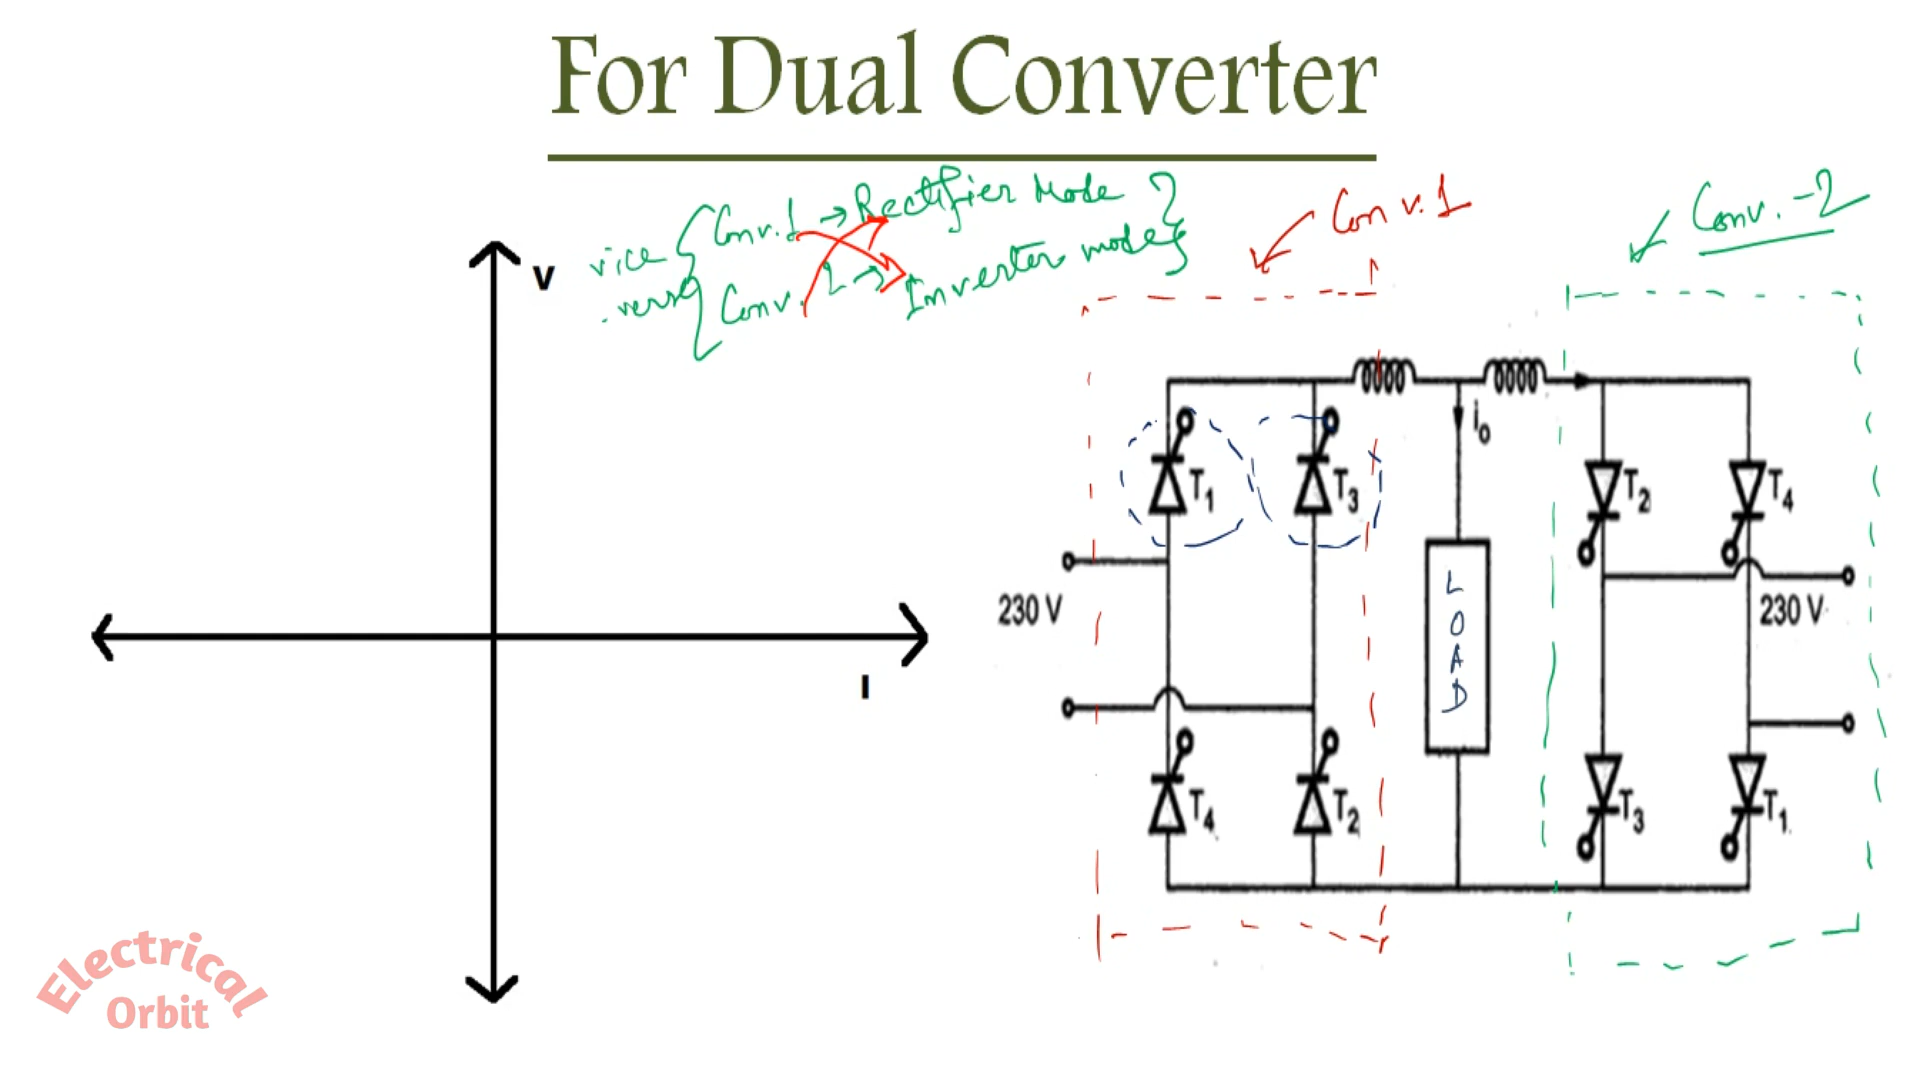 For Dual Converter
vice
versa
Conv. 1 → Rectifier Mode
Conv. 2 → Inverter mode
Conv. 1
Conv. - 2
V
I
i0
T1
T3
T2
T4
230 V
LOAD
230 V
T4
T2
T3
T1
Electrical
Orbit